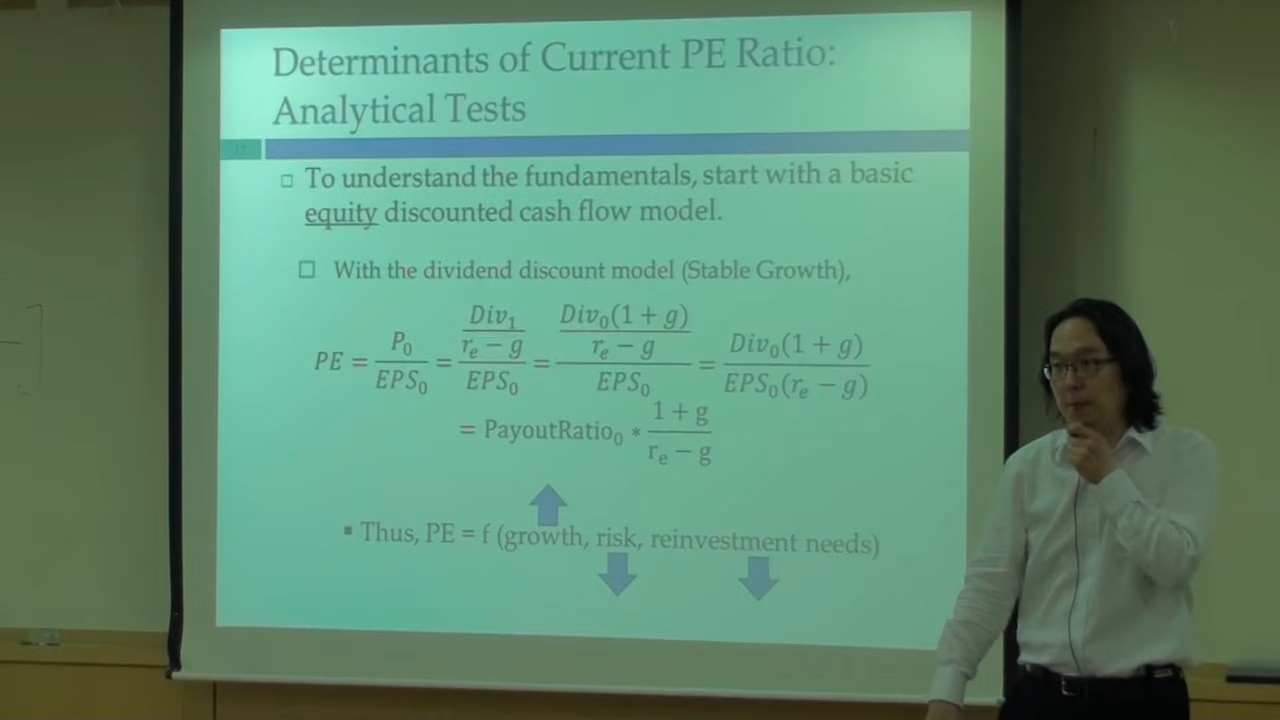 Determinants of Current PE Ratio:
Analytical Tests
□ To understand the fundamentals, start with a basic
equity discounted cash flow model.
□ With the dividend discount model (Stable Growth),
PE = P₀/EPS₀ = (Div₁/(rₑ − g))/EPS₀ = (Div₀(1 + g)/(rₑ − g))/EPS₀ = Div₀(1 + g)/EPS₀(rₑ − g)
= PayoutRatio₀ * (1 + g)/(rₑ − g)
▪ Thus, PE = f (growth, risk, reinvestment needs)